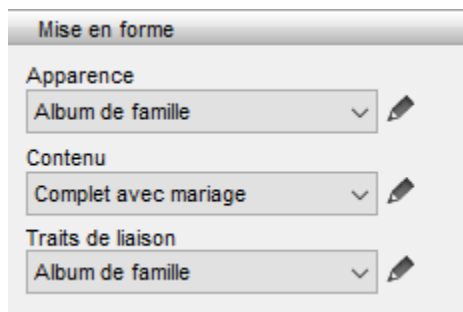 Mise en forme
Apparence
Album de famille
Contenu
Complet avec mariage
Traits de liaison
Album de famille